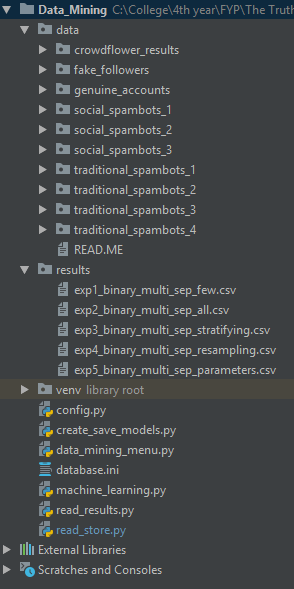 Data_Mining C:\College\4th year\FYP\The Truth
data
crowdflower_results
fake_followers
genuine_accounts
social_spambots_1
social_spambots_2
social_spambots_3
traditional_spambots_1
traditional_spambots_2
traditional_spambots_3
traditional_spambots_4
READ.ME
results
exp1_binary_multi_sep_few.csv
exp2_binary_multi_sep_all.csv
exp3_binary_multi_sep_stratifying.csv
exp4_binary_multi_sep_resampling.csv
exp5_binary_multi_sep_parameters.csv
venv library root
config.py
create_save_models.py
data_mining_menu.py
database.ini
machine_learning.py
read_results.py
read_store.py
External Libraries
Scratches and Consoles